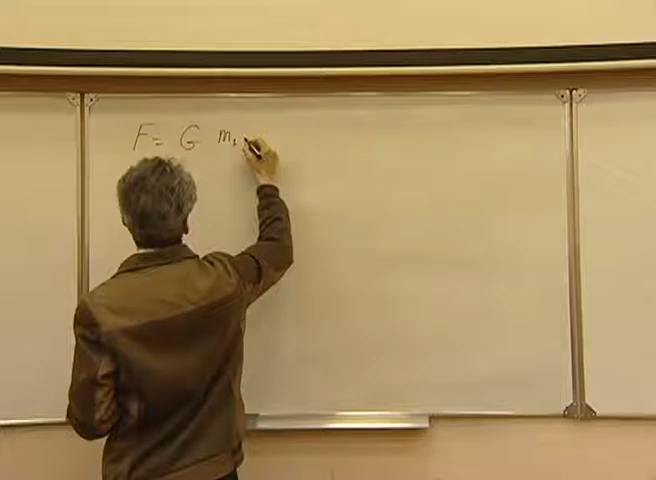 F = G m₁